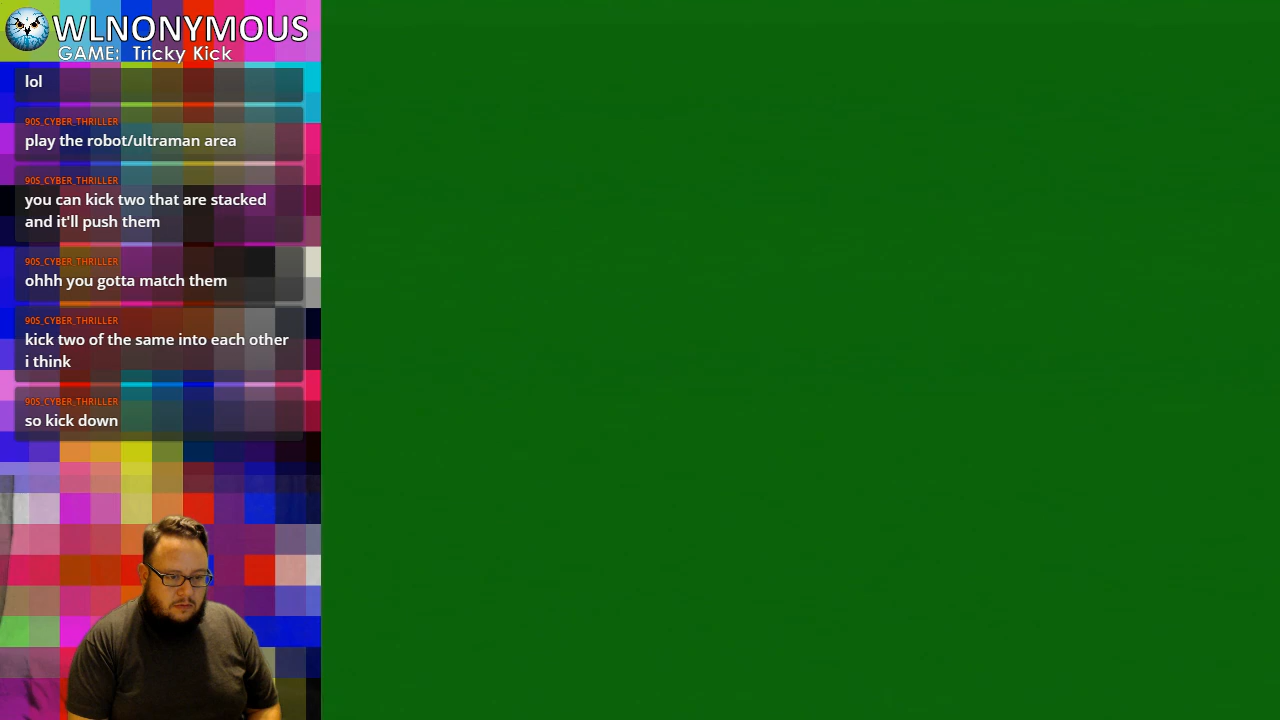 WLNONYMOUS
GAME: Tricky Kick
lol
90S_CYBER_THRILLER
play the robot/ultraman area
90S_CYBER_THRILLER
you can kick two that are stacked
and it'll push them
90S_CYBER_THRILLER
ohhh you gotta match them
90S_CYBER_THRILLER
kick two of the same into each other
i think
90S_CYBER_THRILLER
so kick down